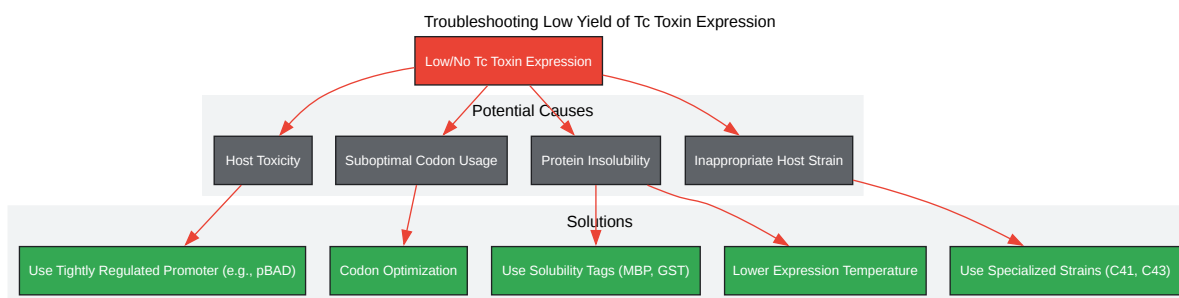 Troubleshooting Low Yield of Tc Toxin Expression
Low/No Tc Toxin Expression
Potential Causes
Host Toxicity
Suboptimal Codon Usage
Protein Insolubility
Inappropriate Host Strain
Solutions
Use Tightly Regulated Promoter (e.g., pBAD)
Codon Optimization
Use Solubility Tags (MBP, GST)
Lower Expression Temperature
Use Specialized Strains (C41, C43)